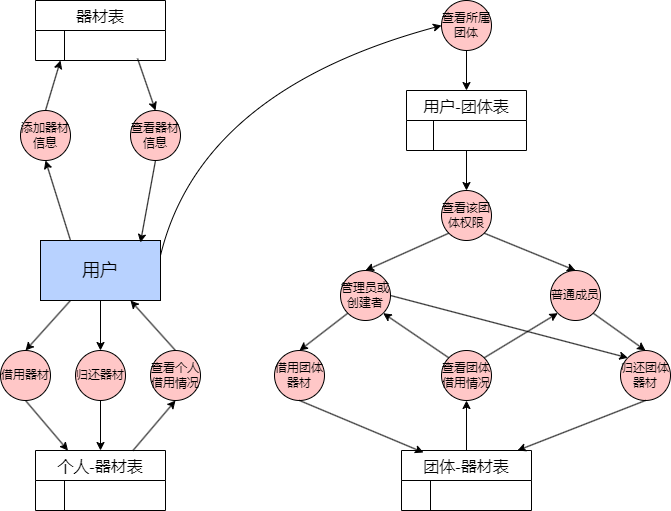 器材表
查看所属
团体
添加器材
信息
查看器材
信息
用户-团体表
查看该团
体权限
用户
管理员或
创建者
普通成员
借用器材
归还器材
查看个人
借用情况
借用团体
器材
查看团体
借用情况
归还团体
器材
个人-器材表
团体-器材表